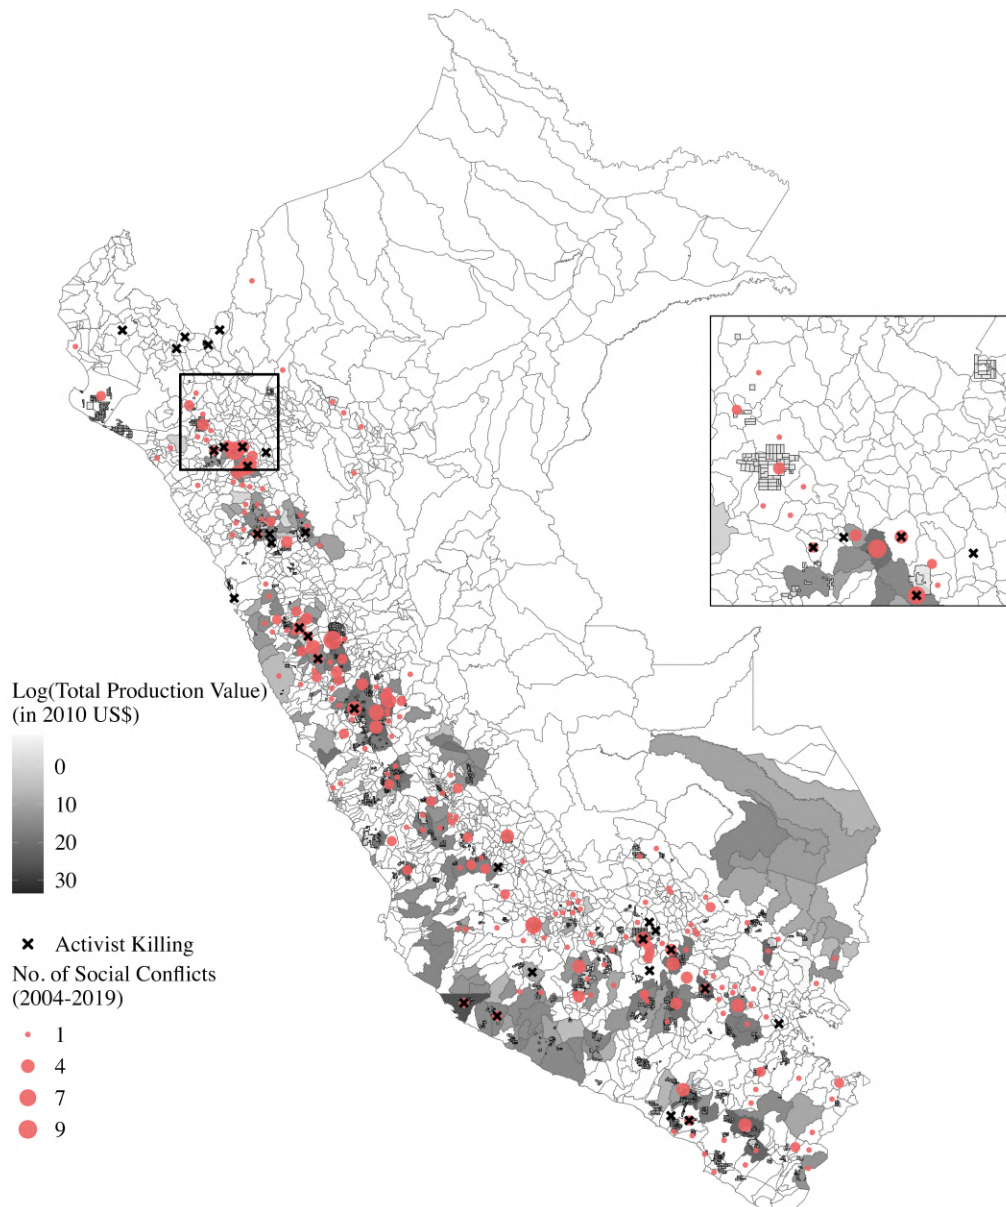 Log(Total Production Value)
(in 2010 US$)
0
10
20
30
Activist Killing
No. of Social Conflicts
(2004-2019)
1
4
7
9